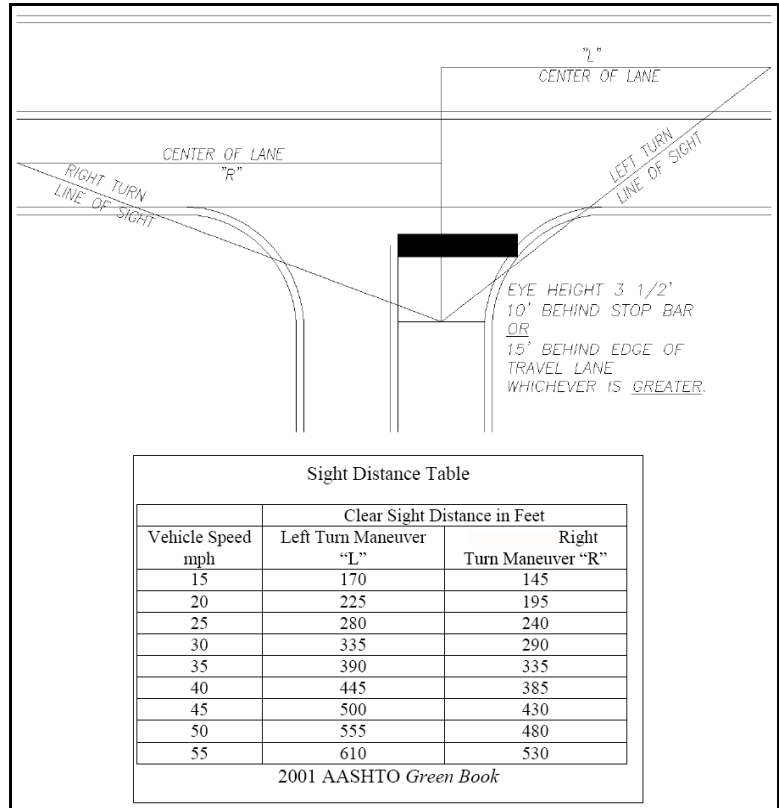 "L"
CENTER OF LANE
CENTER OF LANE
"R"
RIGHT TURN
LINE OF SIGHT
LEFT TURN
LINE OF SIGHT
EYE HEIGHT 3 1/2'
10' BEHIND STOP BAR
OR
15' BEHIND EDGE OF
TRAVEL LANE
WHICHEVER IS GREATER.
Sight Distance Table
Clear Sight Distance in Feet
Vehicle Speed Left Turn Maneuver Right
mph "L" Turn Maneuver "R"
15 170 145
20 225 195
25 280 240
30 335 290
35 390 335
40 445 385
45 500 430
50 555 480
55 610 530
2001 AASHTO Green Book